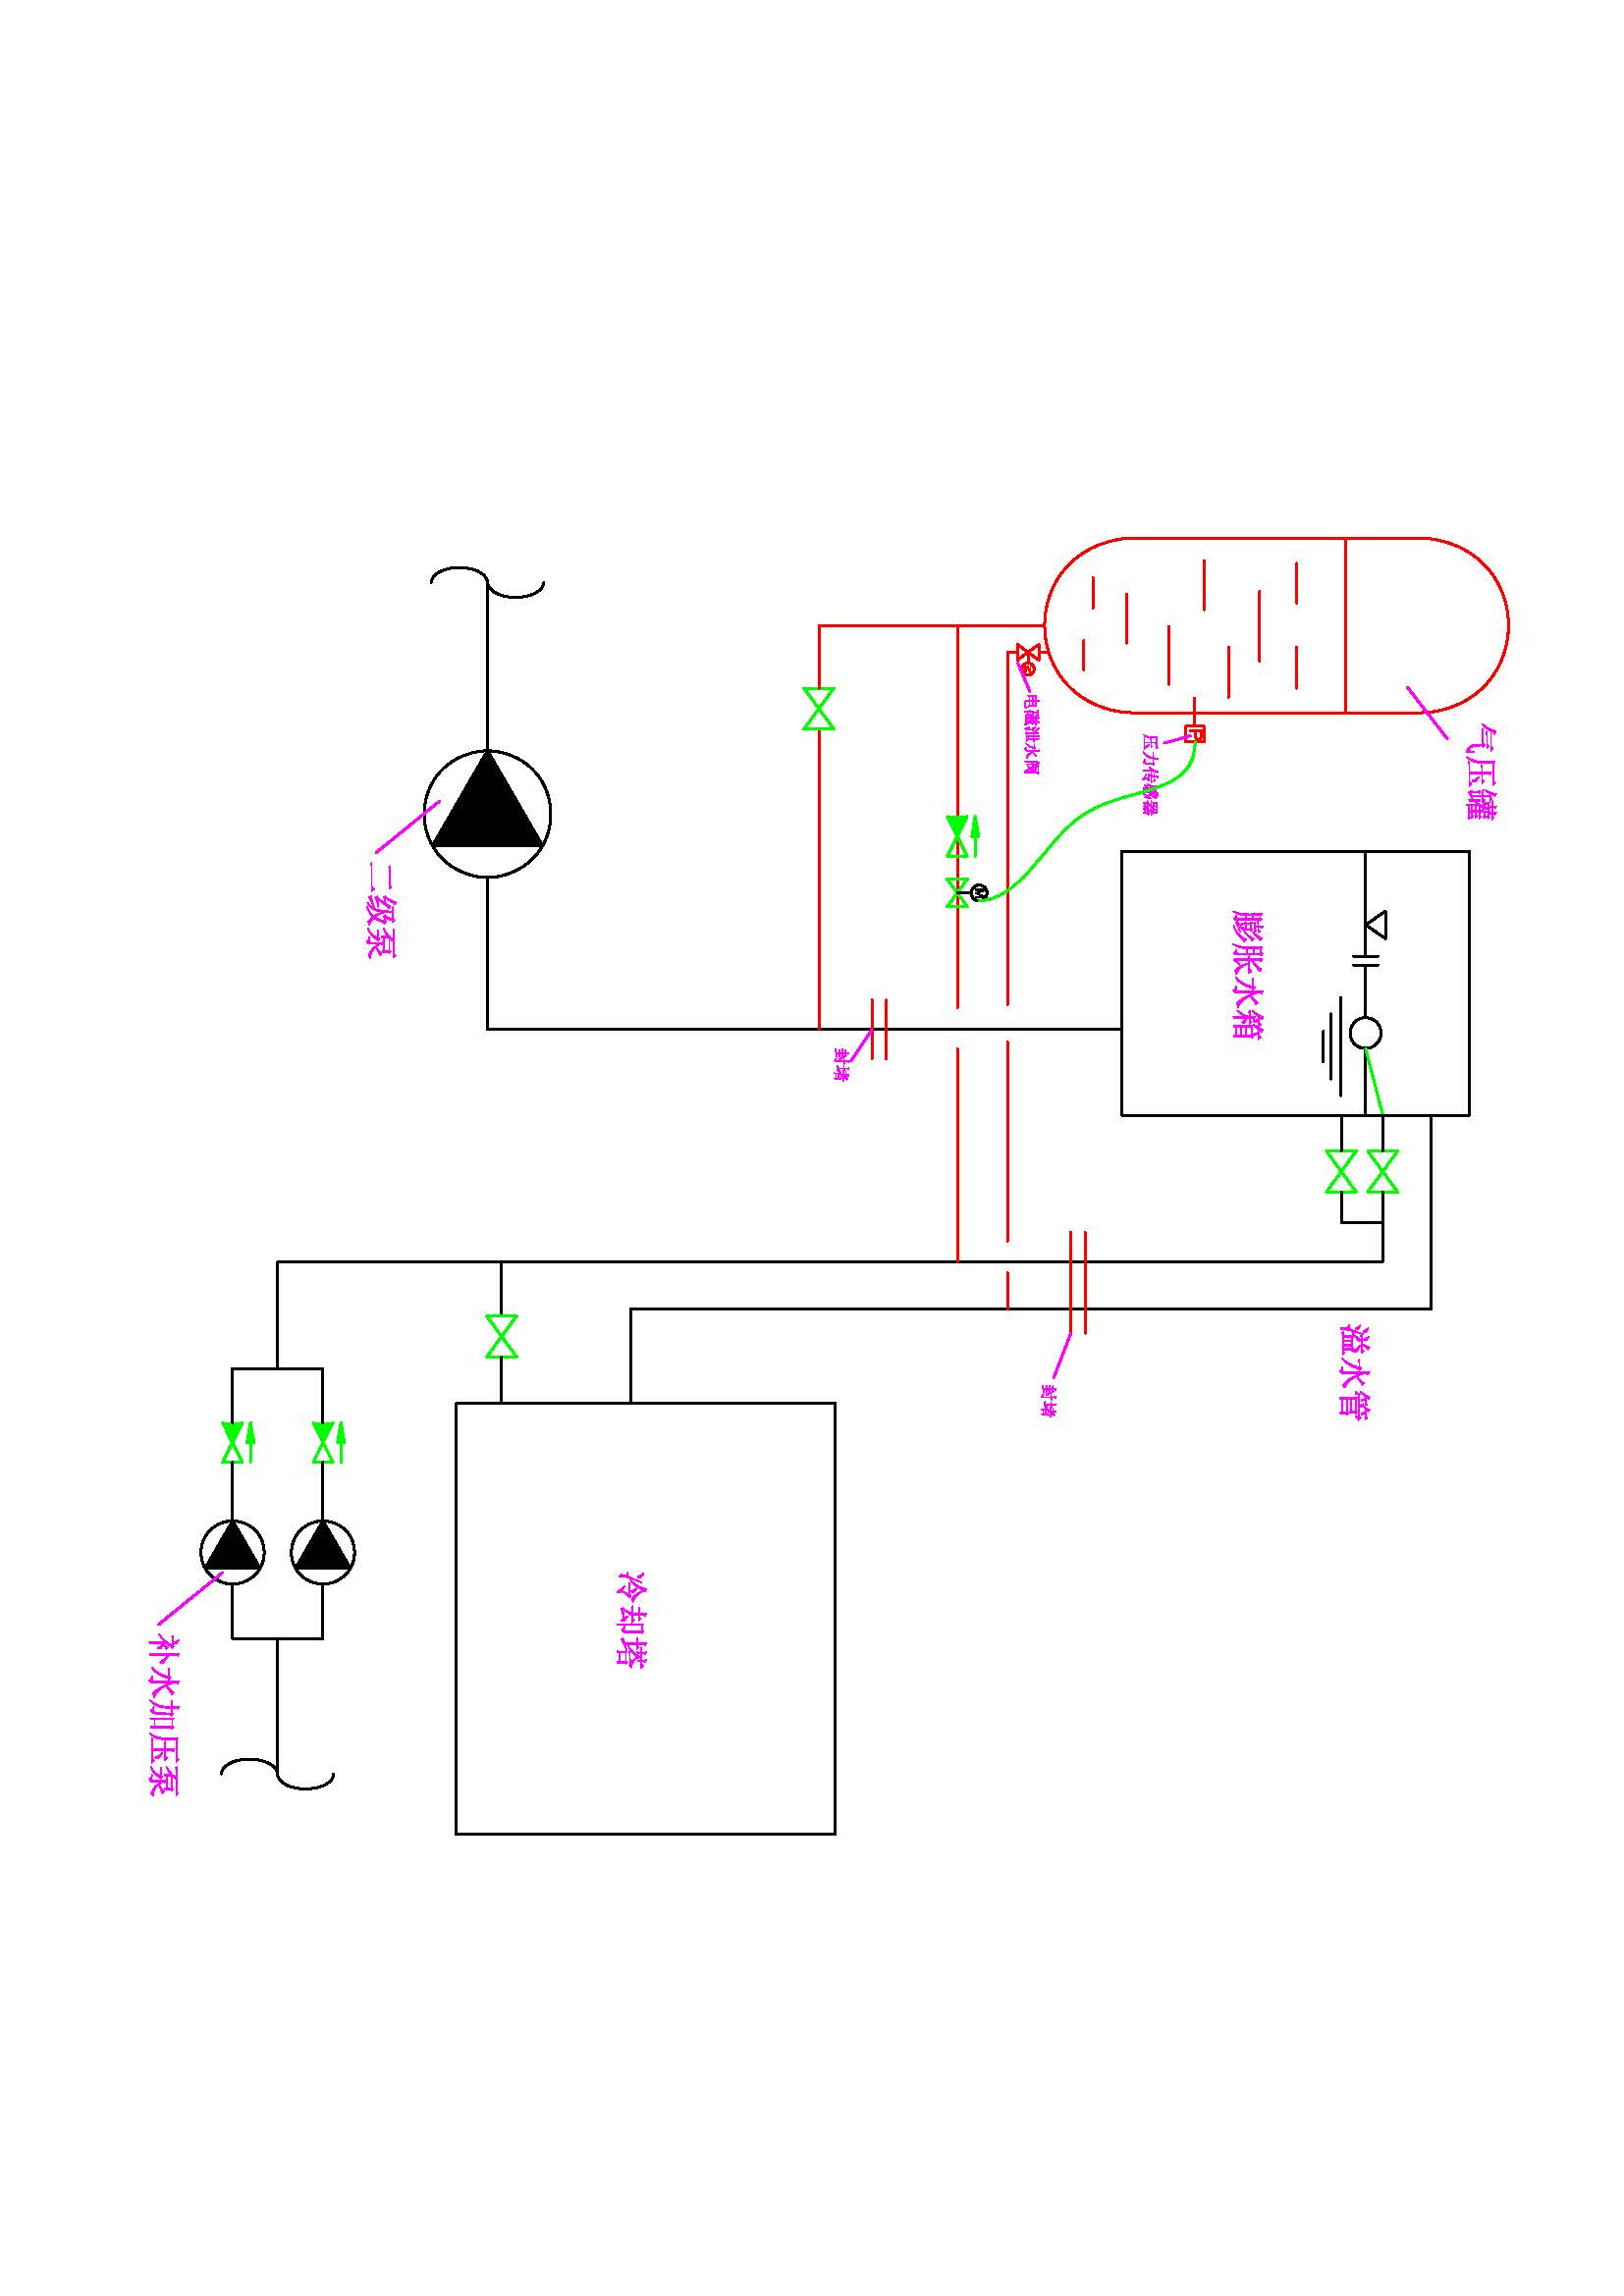 气压罐
压力传感器
电磁泄水阀
P
M
膨胀水箱
二级泵
封堵
溢水管
封堵
冷却塔
补水加压泵